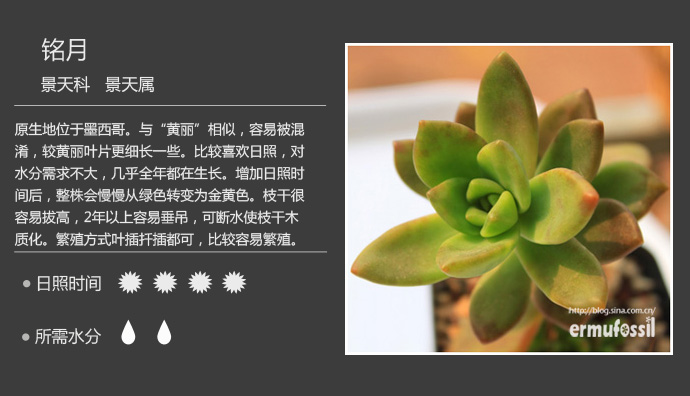 铭月
景天科 景天属
原生地位于墨西哥。与“黄丽”相似，容易被混
淆，较黄丽叶片更细长一些。比较喜欢日照，对
水分需求不大，几乎全年都在生长。增加日照时
间后，整株会慢慢从绿色转变为金黄色。枝干很
容易拔高，2年以上容易垂吊，可断水使枝干木
质化。繁殖方式叶插扦插都可，比较容易繁殖。
日照时间
所需水分
http://blog.sina.com.cn/
ermufossil